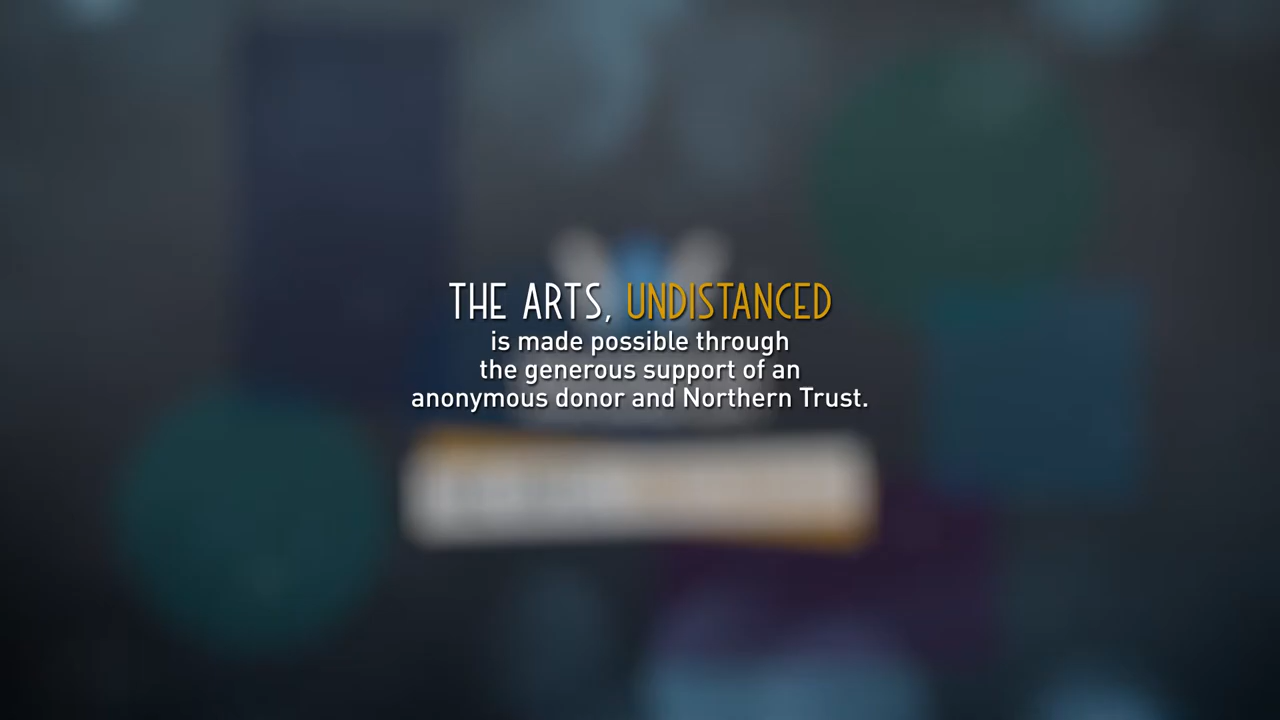 THE ARTS, UNDISTANCED
is made possible through
the generous support of an
anonymous donor and Northern Trust.